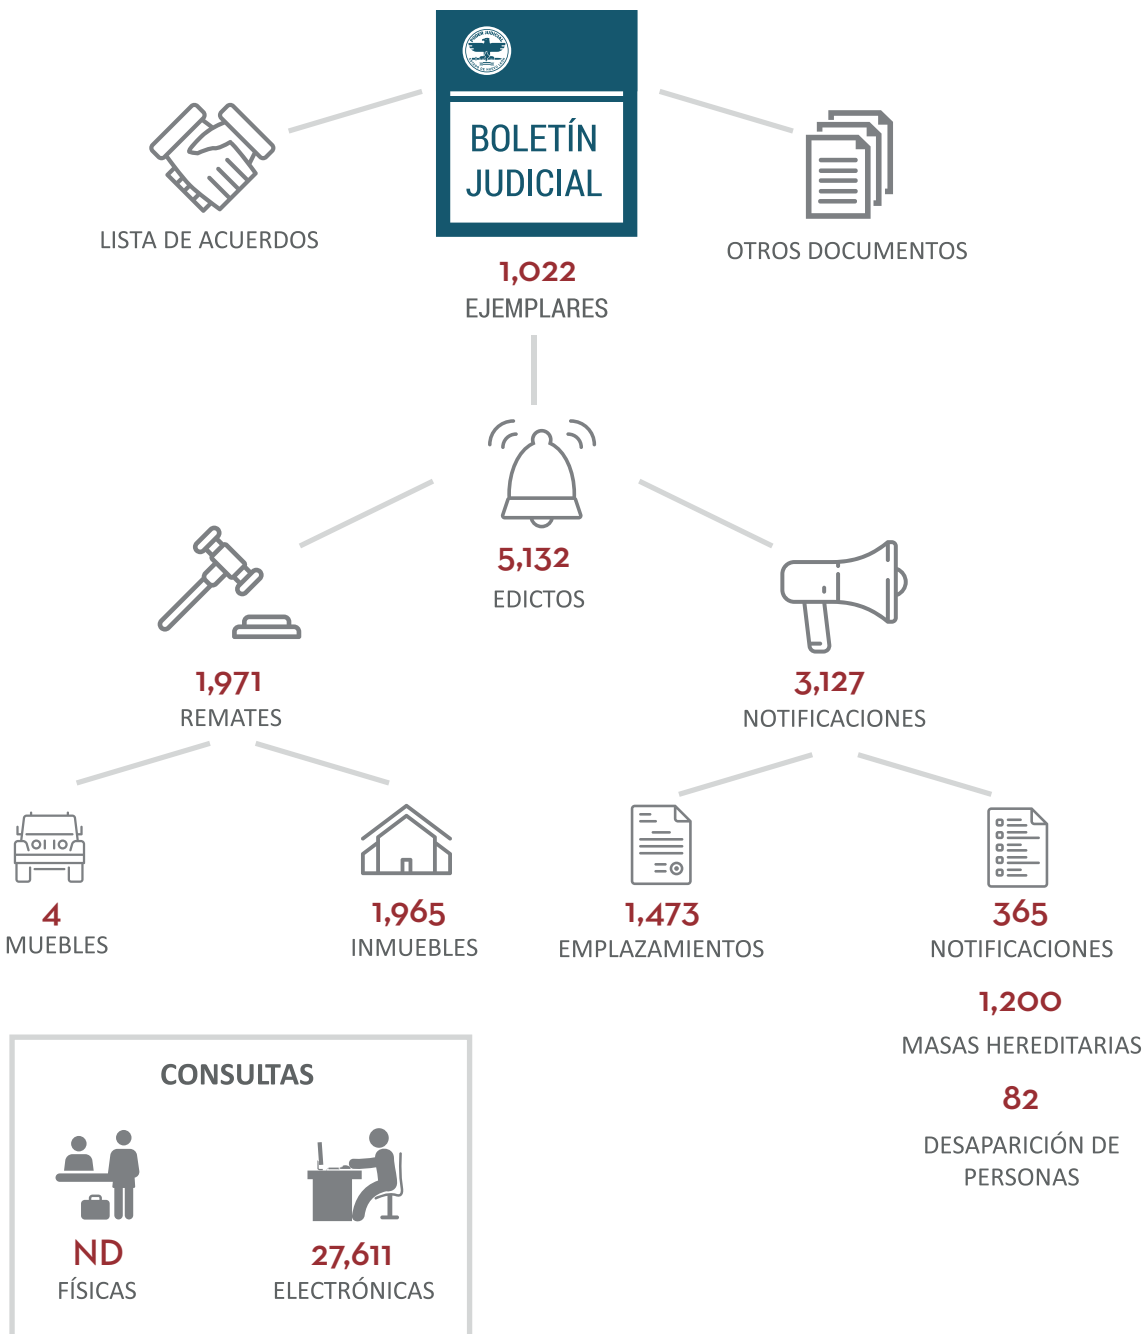 BOLETÍN
JUDICIAL
LISTA DE ACUERDOS
OTROS DOCUMENTOS
1,022
EJEMPLARES
5,132
EDICTOS
1,971
REMATES
3,127
NOTIFICACIONES
4
MUEBLES
1,965
INMUEBLES
1,473
EMPLAZAMIENTOS
365
NOTIFICACIONES
1,200
MASAS HEREDITARIAS
82
DESAPARICIÓN DE
PERSONAS
CONSULTAS
ND
FÍSICAS
27,611
ELECTRÓNICAS